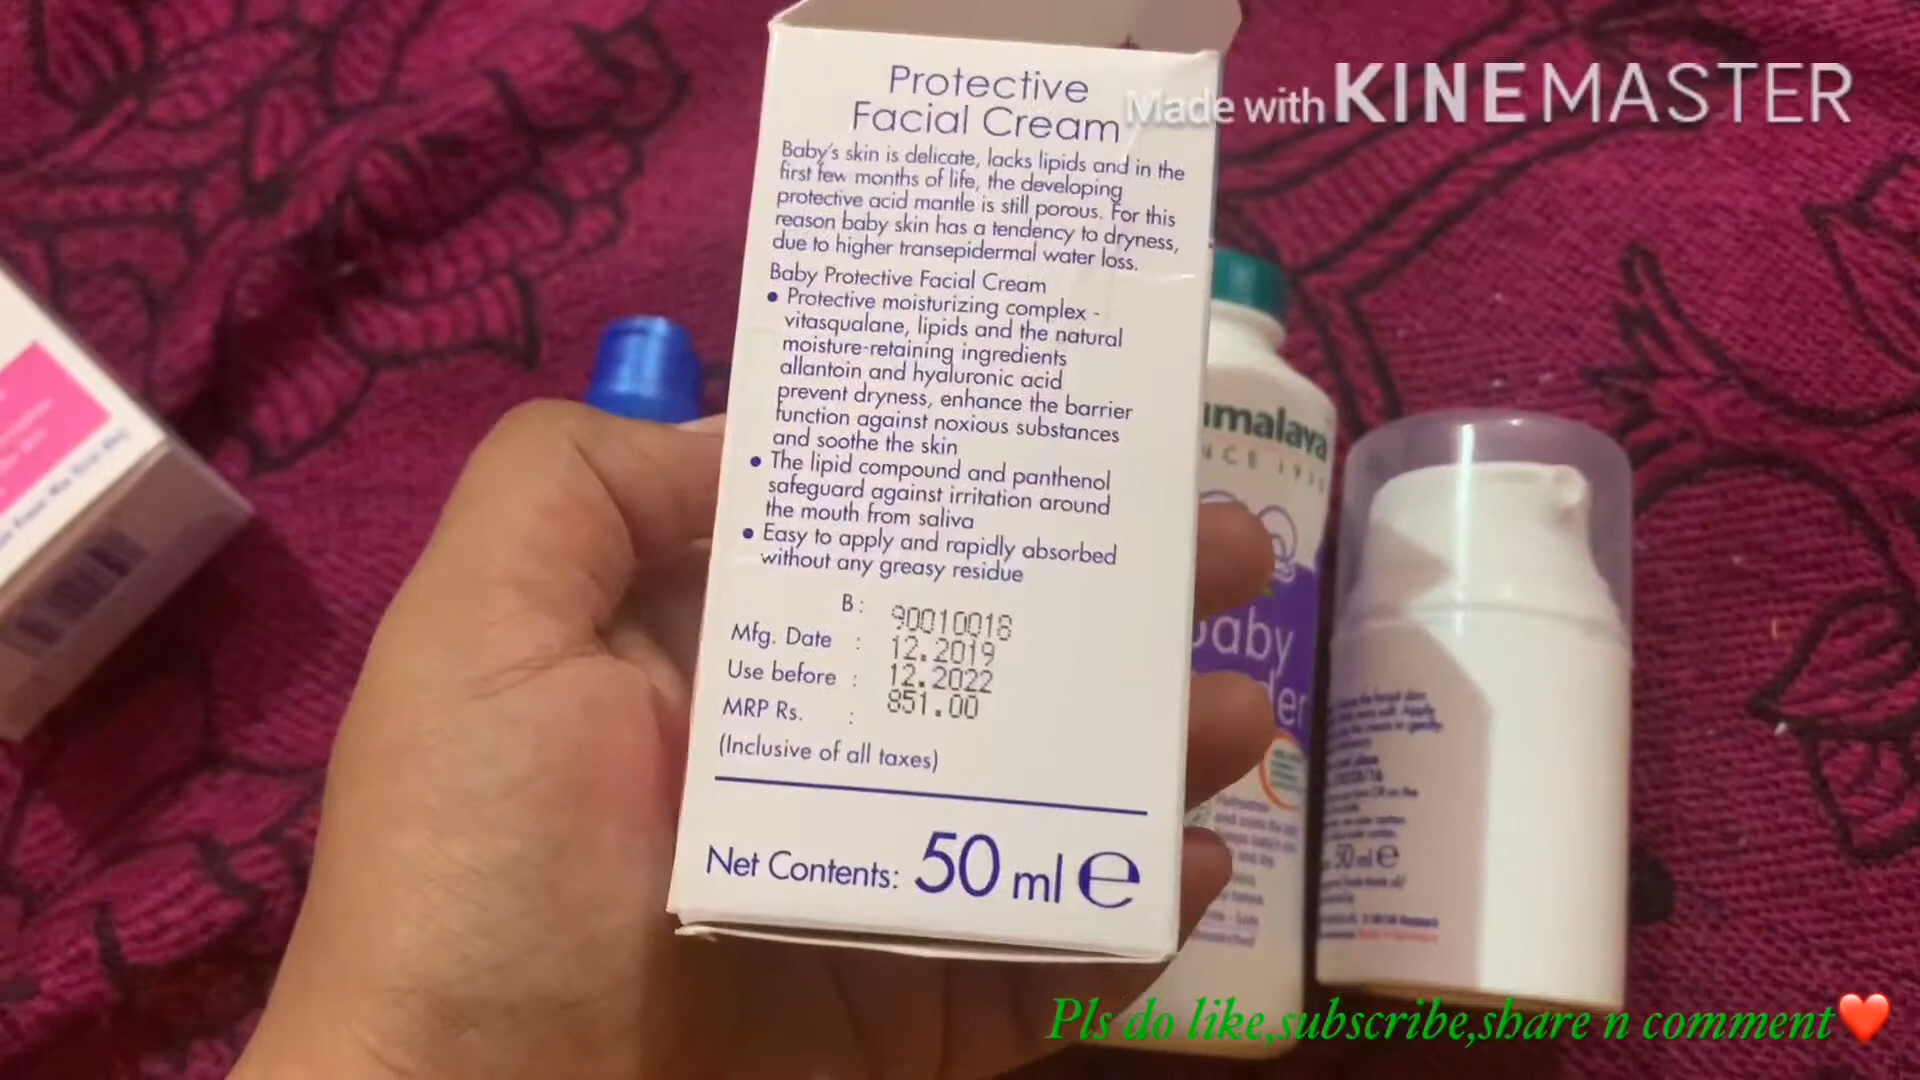 Protective
Facial Cream
Made with KINEMASTER
Baby's skin is delicate, lacks lipids and in the
first few months of life, the developing
protective acid mantle is still porous. For this
reason baby skin has a tendency to dryness,
due to higher transepidermal water loss.
Baby Protective Facial Cream
• Protective moisturizing complex -
vitasqualane, lipids and the natural
moisture-retaining ingredients
allantoin and hyaluronic acid
prevent dryness, enhance the barrier
function against noxious substances
and soothe the skin
• The lipid compound and panthenol
safeguard against irritation around
the mouth from saliva
• Easy to apply and rapidly absorbed
without any greasy residue
B: 90010018
Mfg. Date : 12.2019
Use before : 12.2022
MRP Rs. : 851.00
(Inclusive of all taxes)
Net Contents: 50 ml e
50 ml e
Pls do like,subscribe,share n comment❤️